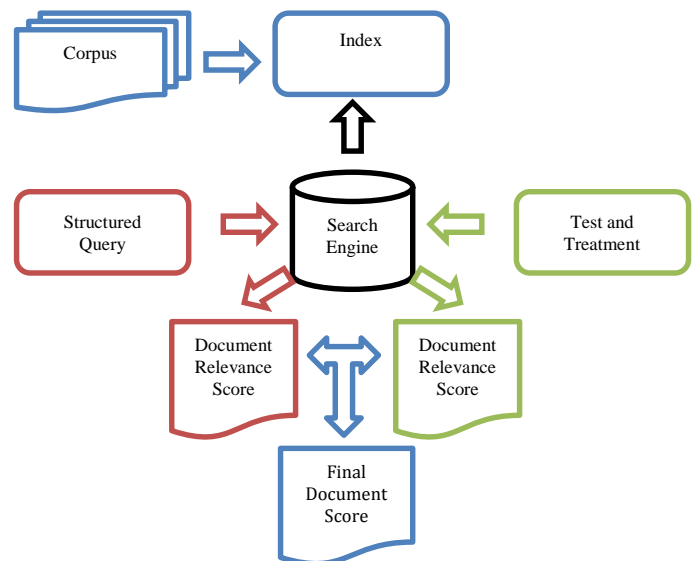 Corpus
Index
Structured
Query
Search
Engine
Test and
Treatment
Document
Relevance
Score
Document
Relevance
Score
Final
Document
Score